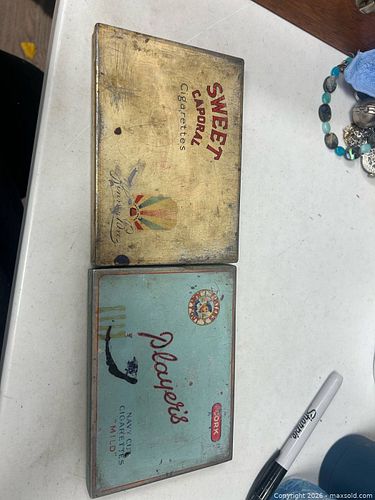 SWEET
CAPORAL
Cigarettes
Player's
NAVY CUT
CIGARETTES
"MILD"
CORK
Sharpie
Copyright 2026 - maxsold.com